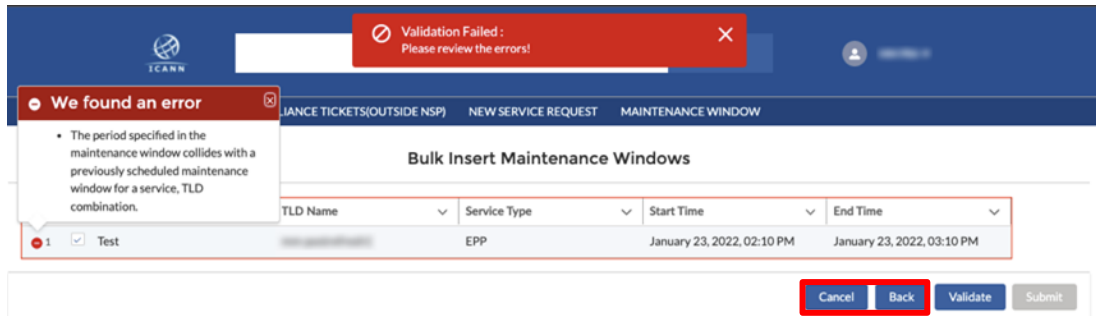 Validation Failed :
Please review the errors!
ICANN
We found an error
LIANCE TICKETS(OUTSIDE NSP) NEW SERVICE REQUEST MAINTENANCE WINDOW
• The period specified in the
maintenance window collides with a
previously scheduled maintenance
window for a service, TLD
combination.
Bulk Insert Maintenance Windows
TLD Name Service Type Start Time End Time
1 Test EPP January 23, 2022, 02:10 PM January 23, 2022, 03:10 PM
Cancel Back Validate Submit